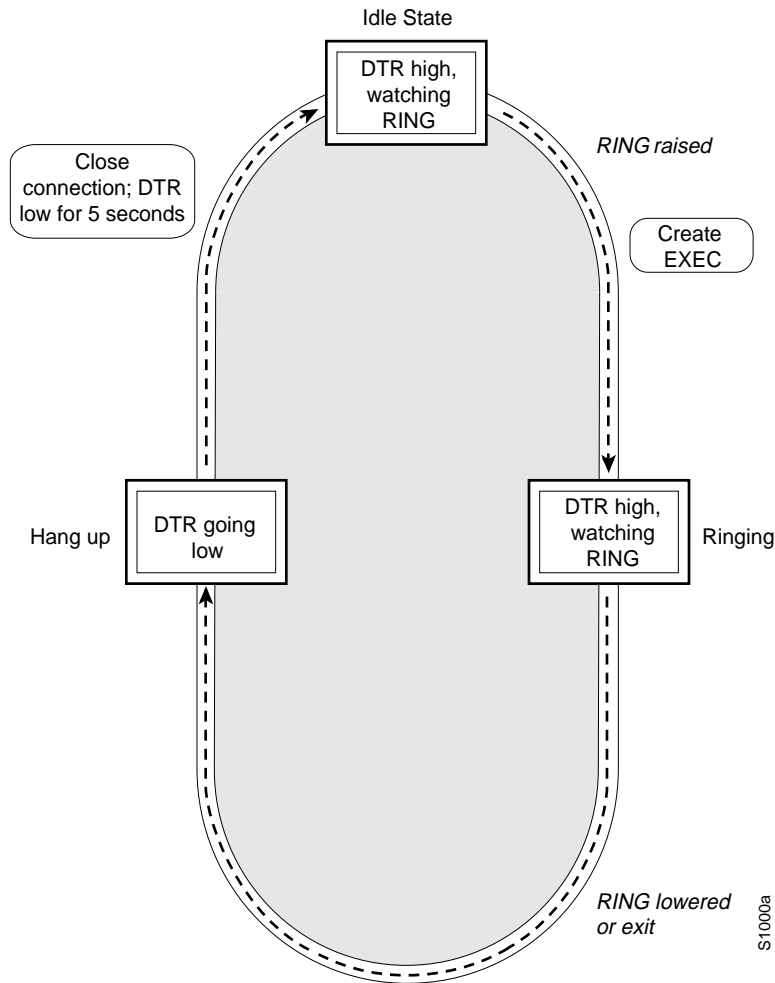 Idle State
DTR high,
watching
RING
RING raised
Close
connection; DTR
low for 5 seconds
Create
EXEC
Hang up
DTR going
low
DTR high,
watching
RING
Ringing
RING lowered
or exit
S1000a